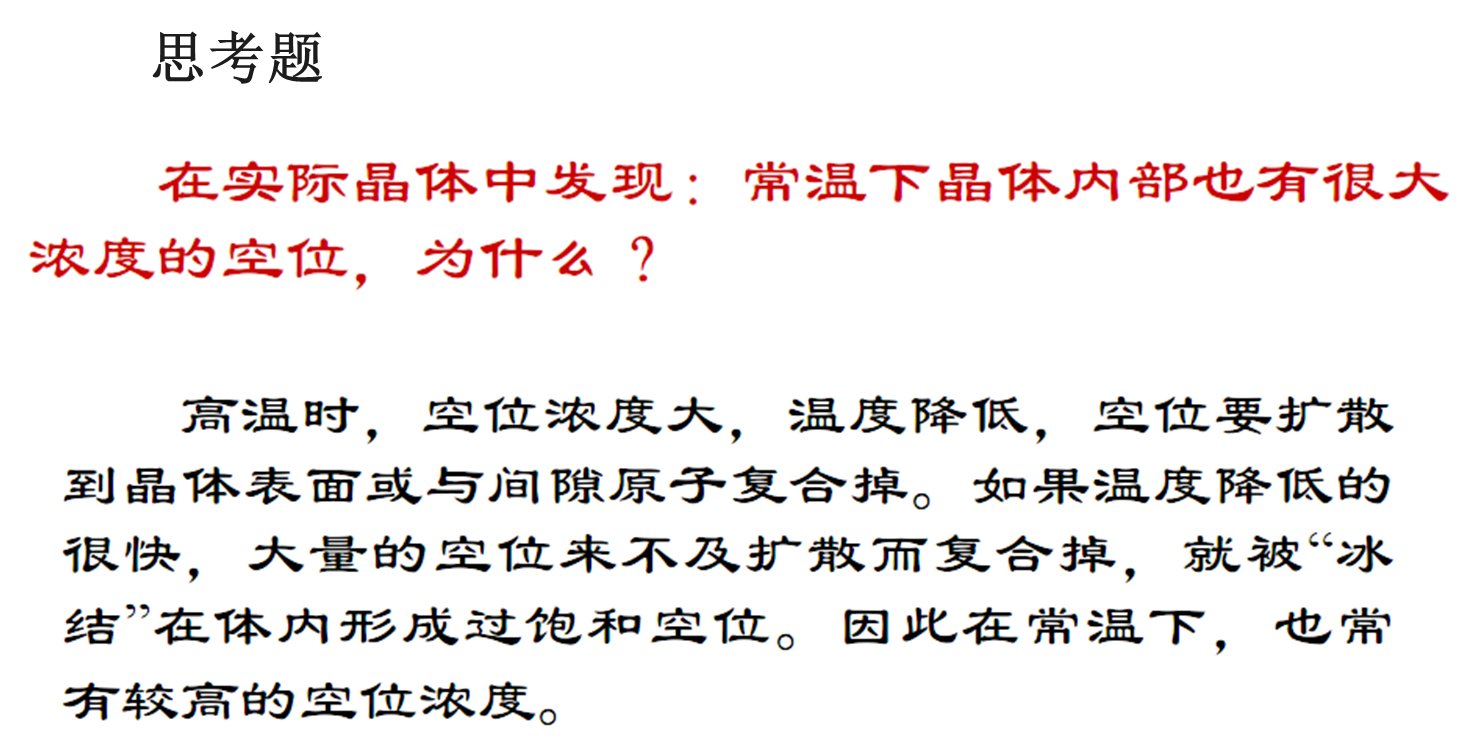 思考题
在实际晶体中发现：常温下晶体内部也有很大
浓度的空位，为什么？
高温时，空位浓度大，温度降低，空位要扩散
到晶体表面或与间隙原子复合掉。如果温度降低的
很快，大量的空位来不及扩散而复合掉，就被“冰
结”在体内形成过饱和空位。因此在常温下，也常
有较高的空位浓度。